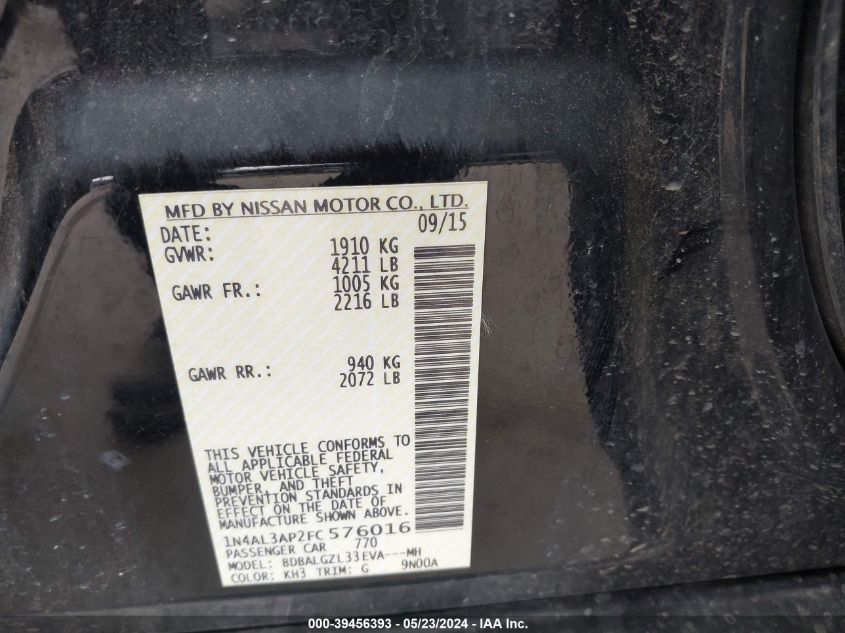 MFD BY NISSAN MOTOR CO., LTD.
DATE: 09/15
GVWR: 1910 KG
4211 LB
GAWR FR.: 1005 KG
2216 LB
GAWR RR.: 940 KG
2072 LB
THIS VEHICLE CONFORMS TO
ALL APPLICABLE FEDERAL
MOTOR VEHICLE SAFETY,
BUMPER, AND THEFT
PREVENTION STANDARDS IN
EFFECT ON THE DATE OF
MANUFACTURE SHOWN ABOVE.
1N4AL3AP2FC576016
PASSENGER CAR 770
MODEL: BDBALGZL33EVA---MH
COLOR: KH3 TRIM: G 9N00A
000-39456393 - 05/23/2024 - IAA Inc.